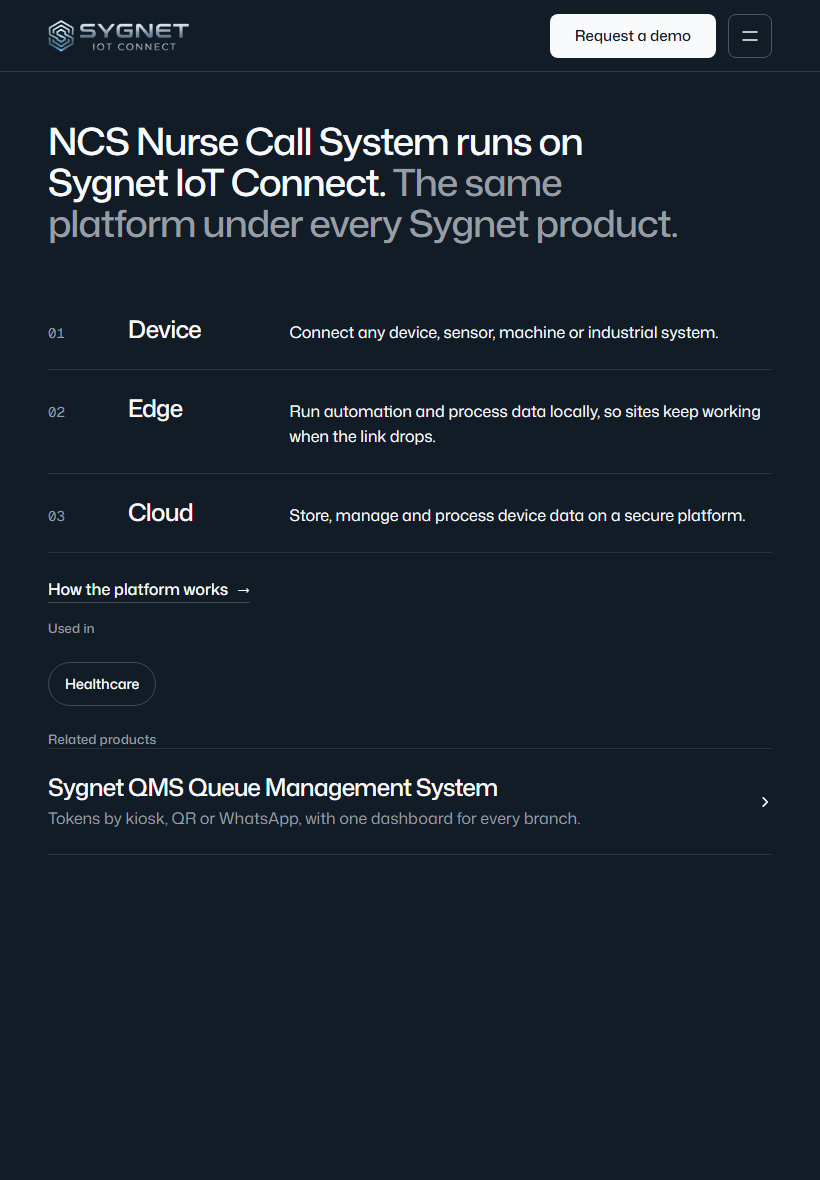 SYGNET
IOT CONNECT
Request a demo
NCS Nurse Call System runs on
Sygnet IoT Connect. The same
platform under every Sygnet product.
01
Device
Connect any device, sensor, machine or industrial system.
02
Edge
Run automation and process data locally, so sites keep working
when the link drops.
03
Cloud
Store, manage and process device data on a secure platform.
How the platform works →
Used in
Healthcare
Related products
Sygnet QMS Queue Management System
Tokens by kiosk, QR or WhatsApp, with one dashboard for every branch.